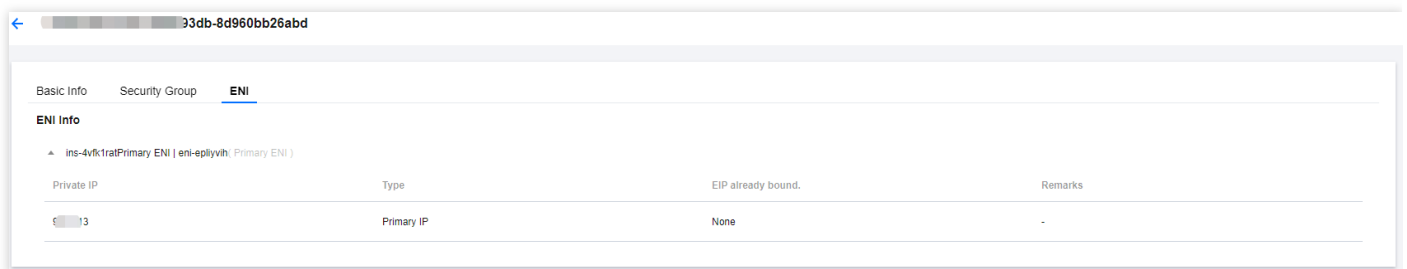 93db-8d960bb26abd
Basic Info Security Group ENI
ENI Info
ins-4vfk1ratPrimary ENI | eni-epliyvih( Primary ENI )
Private IP Type EIP already bound. Remarks
Primary IP None -